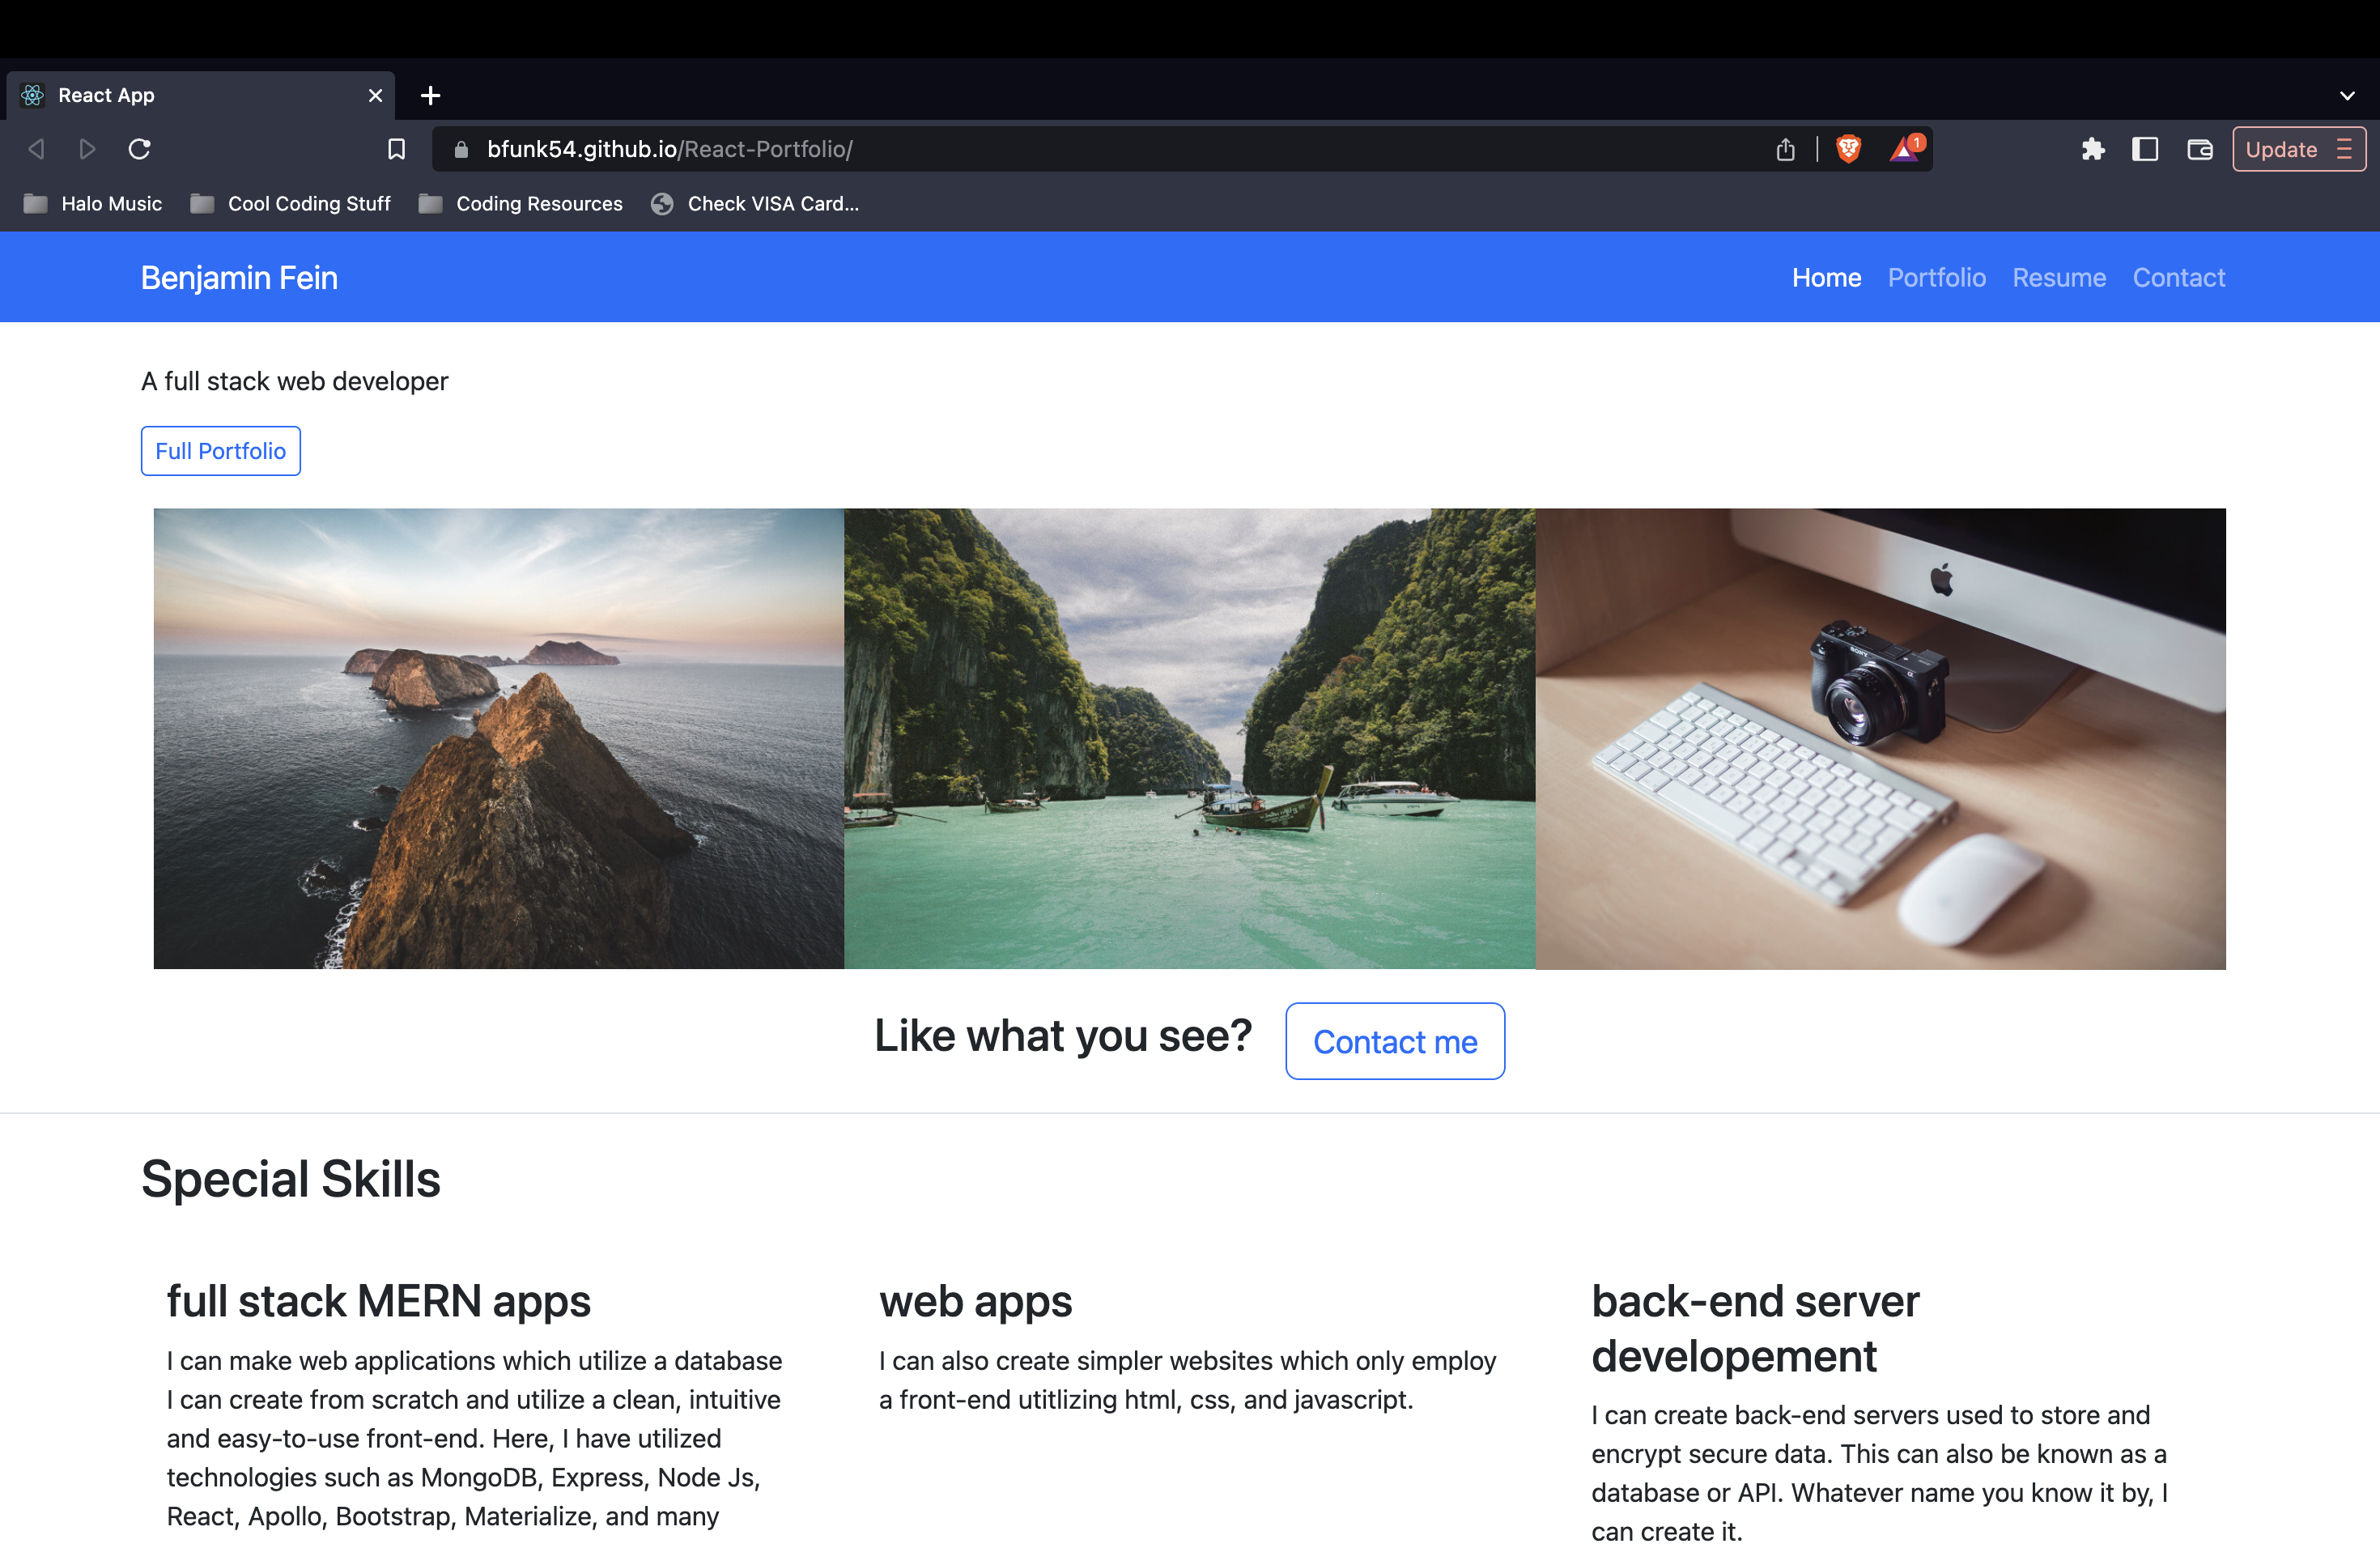 React App
bfunk54.github.io/React-Portfolio/
1
Update
Halo Music
Cool Coding Stuff
Coding Resources
Check VISA Card...
Benjamin Fein
Home
Portfolio
Resume
Contact
A full stack web developer
Full Portfolio
SONY
Like what you see?
Contact me
Special Skills
full stack MERN apps
I can make web applications which utilize a database
I can create from scratch and utilize a clean, intuitive
and easy-to-use front-end. Here, I have utilized
technologies such as MongoDB, Express, Node Js,
React, Apollo, Bootstrap, Materialize, and many
web apps
I can also create simpler websites which only employ
a front-end utitlizing html, css, and javascript.
back-end server
developement
I can create back-end servers used to store and
encrypt secure data. This can also be known as a
database or API. Whatever name you know it by, I
can create it.